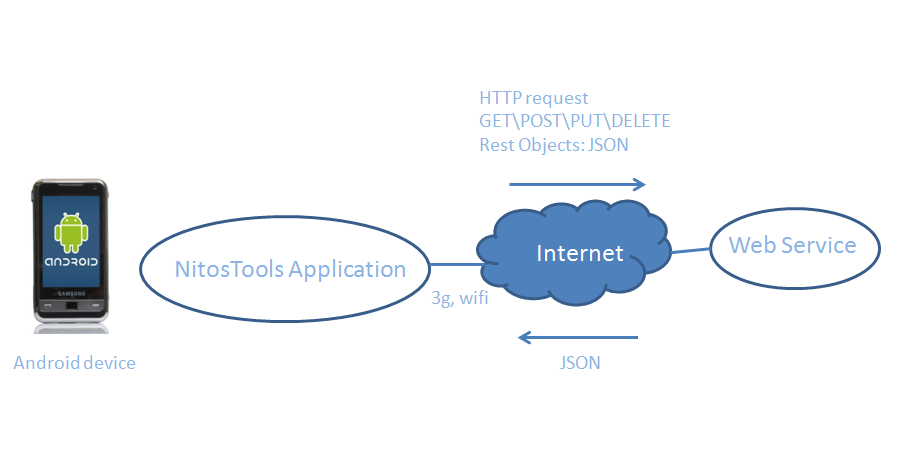 HTTP request
GET\POST\PUT\DELETE
Rest Objects: JSON
ANDROID
SAMSUNG
NitosTools Application
Internet
Web Service
3g, wifi
Android device
JSON